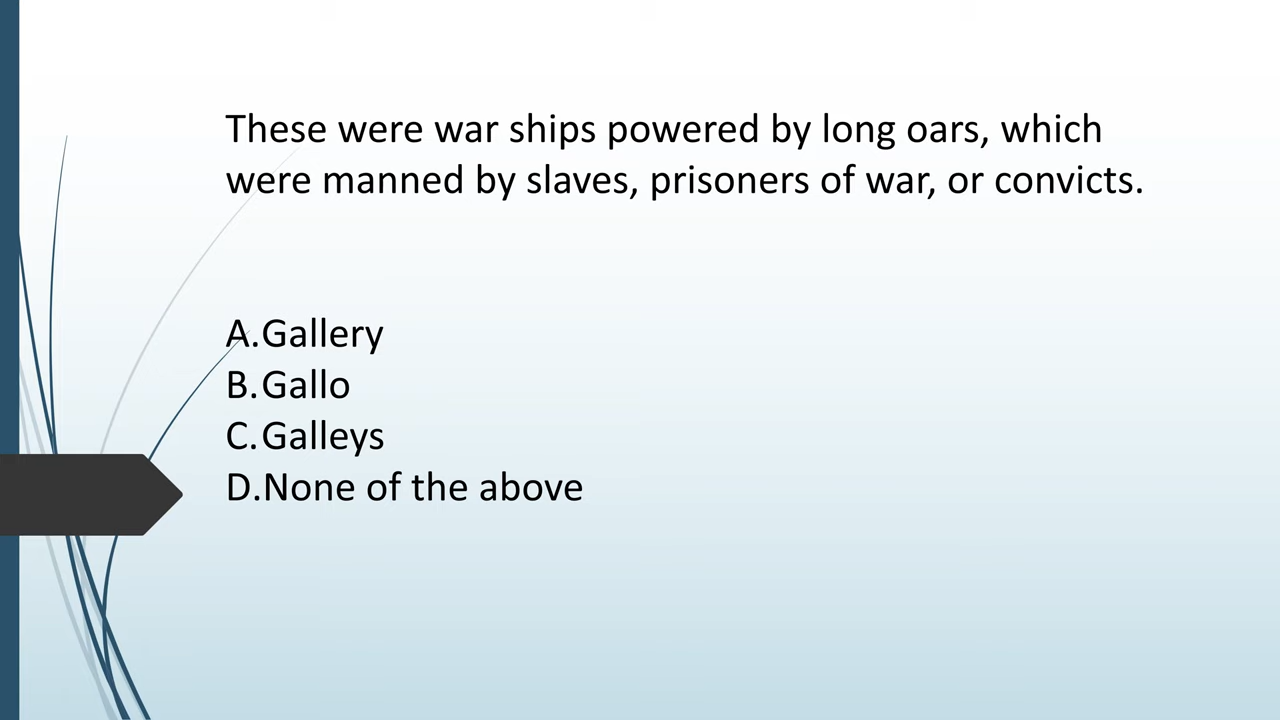 These were war ships powered by long oars, which
were manned by slaves, prisoners of war, or convicts.
A.Gallery
B.Gallo
C.Galleys
D.None of the above